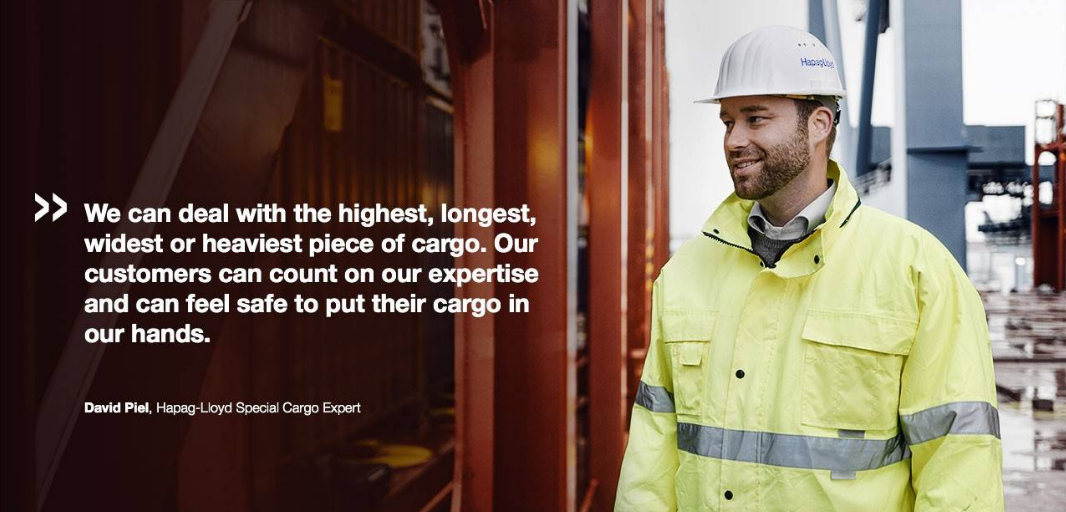 We can deal with the highest, longest,
widest or heaviest piece of cargo. Our
customers can count on our expertise
and can feel safe to put their cargo in
our hands.
David Piel, Hapag-Lloyd Special Cargo Expert
Hapag-Lloyd